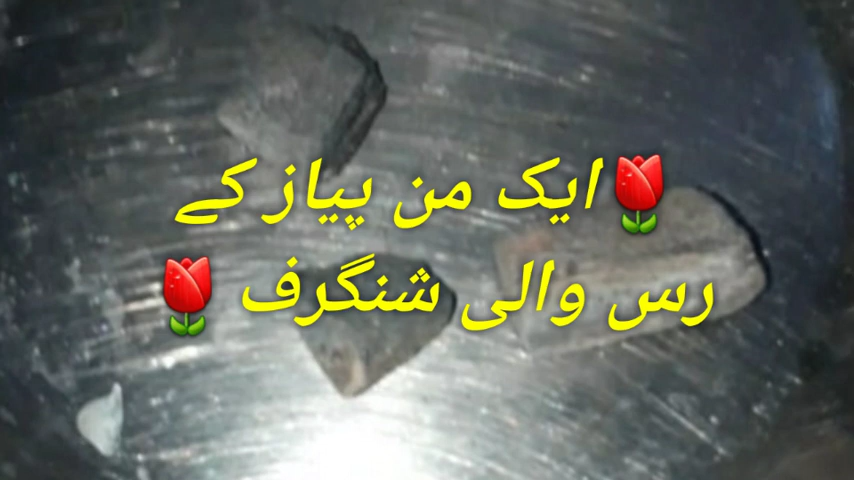 🌷ایک من پیاز کے
رس والی شنگرف 🌷